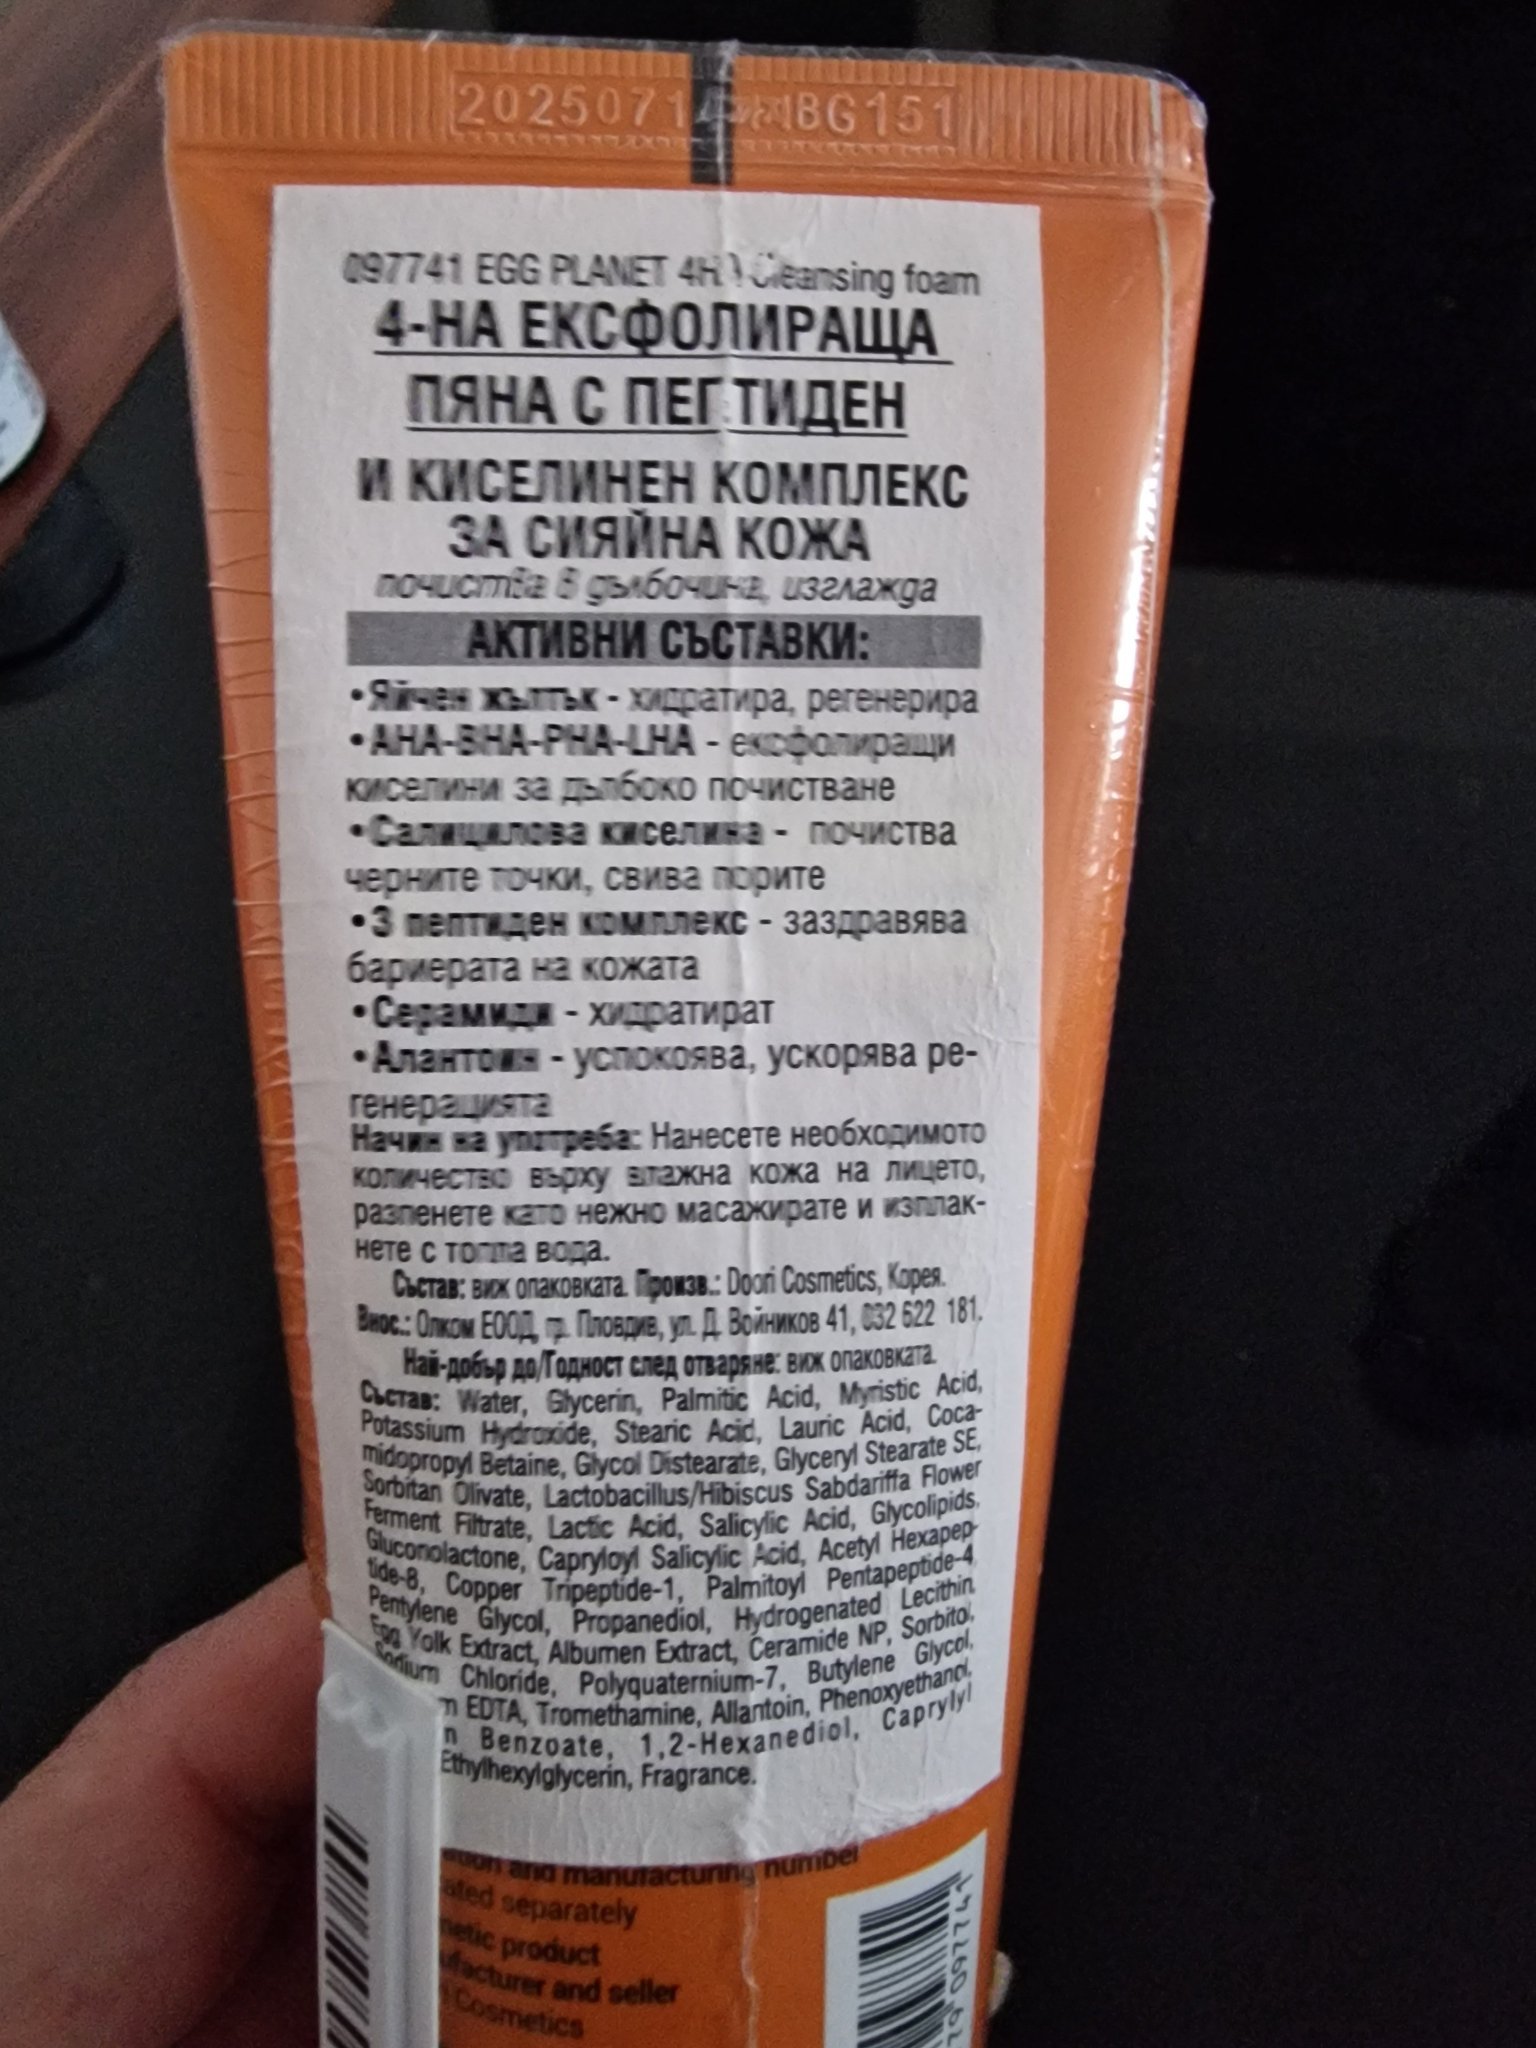 2025071
BG151
097741 EGG PLANET Cleansing foam
4-НА ЕКСФОЛИРАЩА
ПЯНА С ПЕПТИДЕН
И КИСЕЛИНЕН КОМПЛЕКС
ЗА СИЯЙНА КОЖА
почиства в дълбочина, изглажда
АКТИВНИ СЪСТАВКИ:
•Яйчен жълтък - хидратира, регенерира
•AHA-BHA-PHA-LHA - ексфолиращи
киселини за дълбоко почистване
•Салицилова киселина - почиства
черните точки, свива порите
•3 пептиден комплекс - заздравява
бариерата на кожата
•Серамиди - хидратират
•Алантоин - успокоява, ускорява ре-
генерацията
Начин на употреба: Нанесете необходимото
количество върху влажна кожа на лицето,
разпенете като нежно масажирате и изплак-
нете с топла вода.
Състав: виж опаковката. Произв.: Doori Cosmetics, Корея.
Внос.: Олком ЕООД, гр. Пловдив, ул. Д. Войников 41, 032 622 181.
Най-добър до/Годност след отваряне: виж опаковката.
Състав: Water, Glycerin, Palmitic Acid, Myristic Acid,
Potassium Hydroxide, Stearic Acid, Lauric Acid, Coca-
midopropyl Betaine, Glycol Distearate, Glyceryl Stearate SE,
Sorbitan Olivate, Lactobacillus/Hibiscus Sabdariffa Flower
Ferment Filtrate, Lactic Acid, Salicylic Acid, Glycolipids,
Gluconolactone, Capryloyl Salicylic Acid, Acetyl Hexapep-
tide-8, Copper Tripeptide-1, Palmitoyl Pentapeptide-4,
Pentylene Glycol, Propanediol, Hydrogenated Lecithin,
Egg Yolk Extract, Albumen Extract, Ceramide NP, Sorbitol,
Sodium Chloride, Polyquaternium-7, Butylene Glycol,
EDTA, Tromethamine, Allantoin, Phenoxyethanol,
Benzoate, 1,2-Hexanediol, Caprylyl
Ethylhexylglycerin, Fragrance.
and manufacturing number
separately
product
and seller
Cosmetics
79 097741